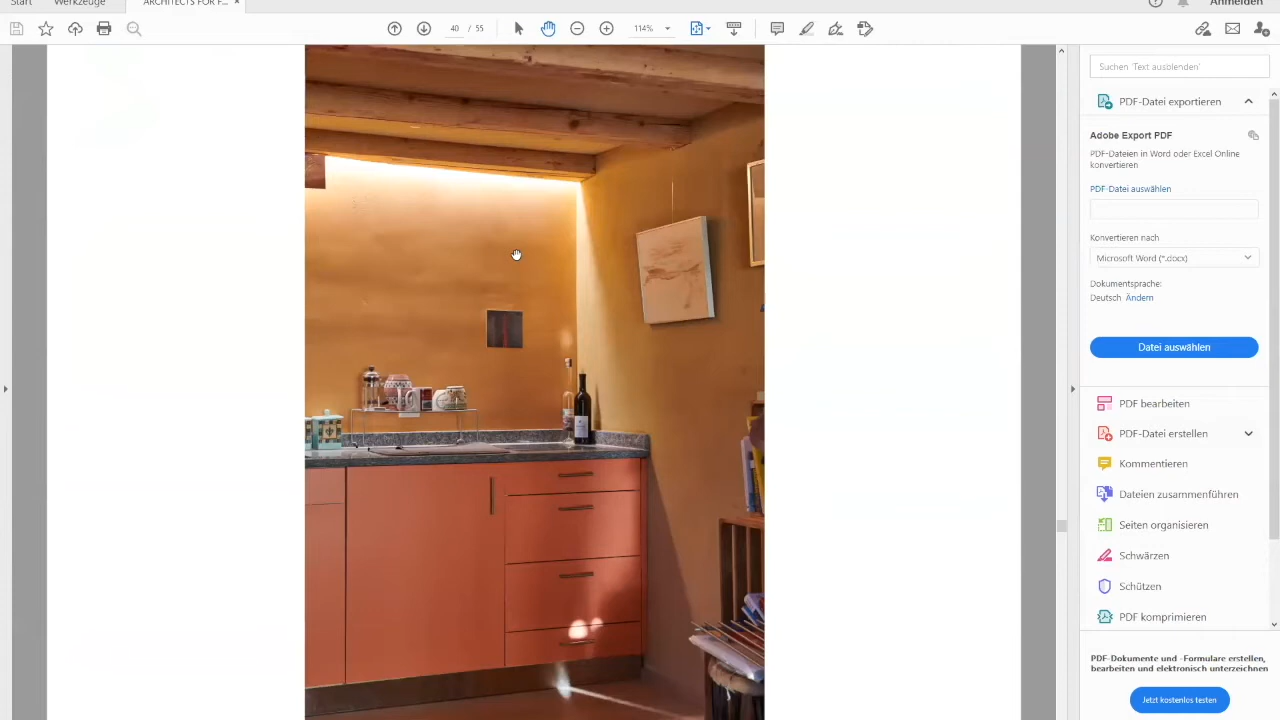 Start
Werkzeuge
ARCHITECTS FOR F...
×
Anmelden
40 / 55
114%
Suchen 'Text ausblenden'
PDF-Datei exportieren
Adobe Export PDF
PDF-Dateien in Word oder Excel Online
konvertieren
PDF-Datei auswählen
Konvertieren nach
Microsoft Word (*.docx)
Dokumentsprache:
Deutsch Ändern
Datei auswählen
PDF bearbeiten
PDF-Datei erstellen
Kommentieren
Dateien zusammenführen
Seiten organisieren
Schwärzen
Schützen
PDF komprimieren
PDF-Dokumente und -Formulare erstellen,
bearbeiten und elektronisch unterzeichnen
Jetzt kostenlos testen